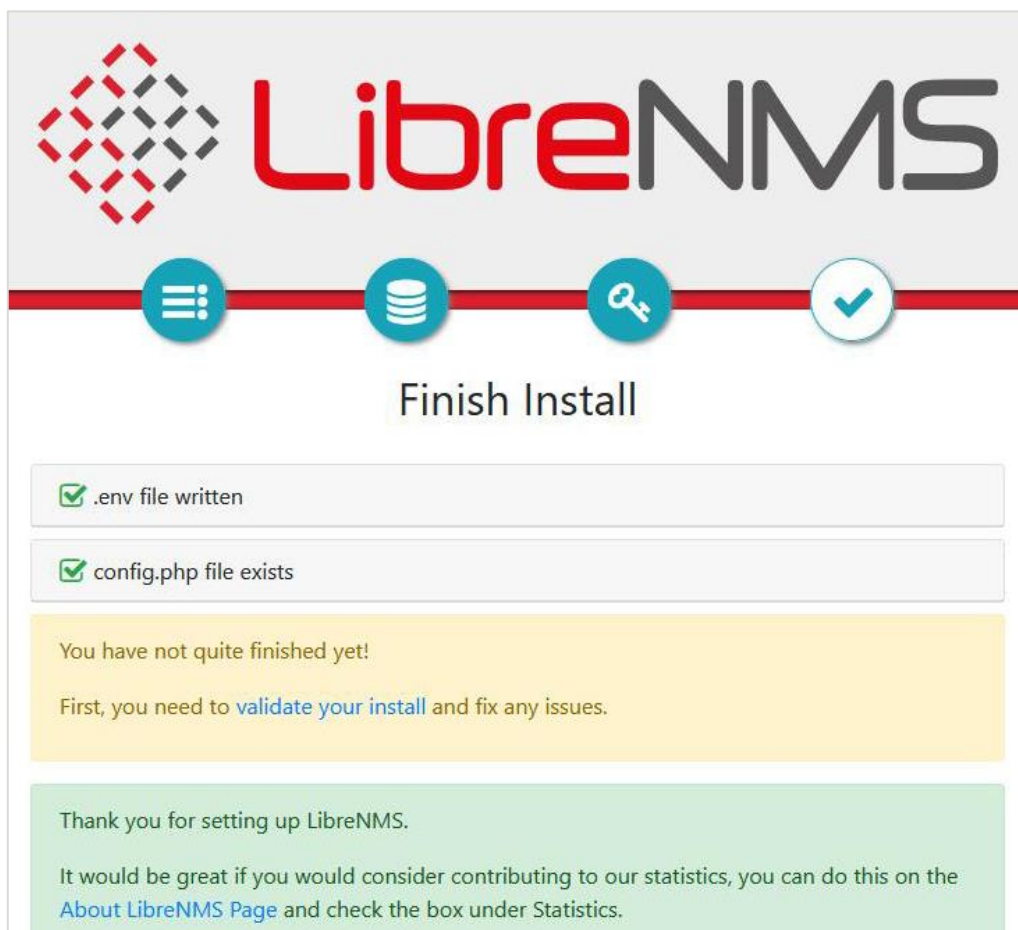 LibreNMS
Finish Install
.env file written
config.php file exists
You have not quite finished yet!
First, you need to validate your install and fix any issues.
Thank you for setting up LibreNMS.
It would be great if you would consider contributing to our statistics, you can do this on the
About LibreNMS Page and check the box under Statistics.